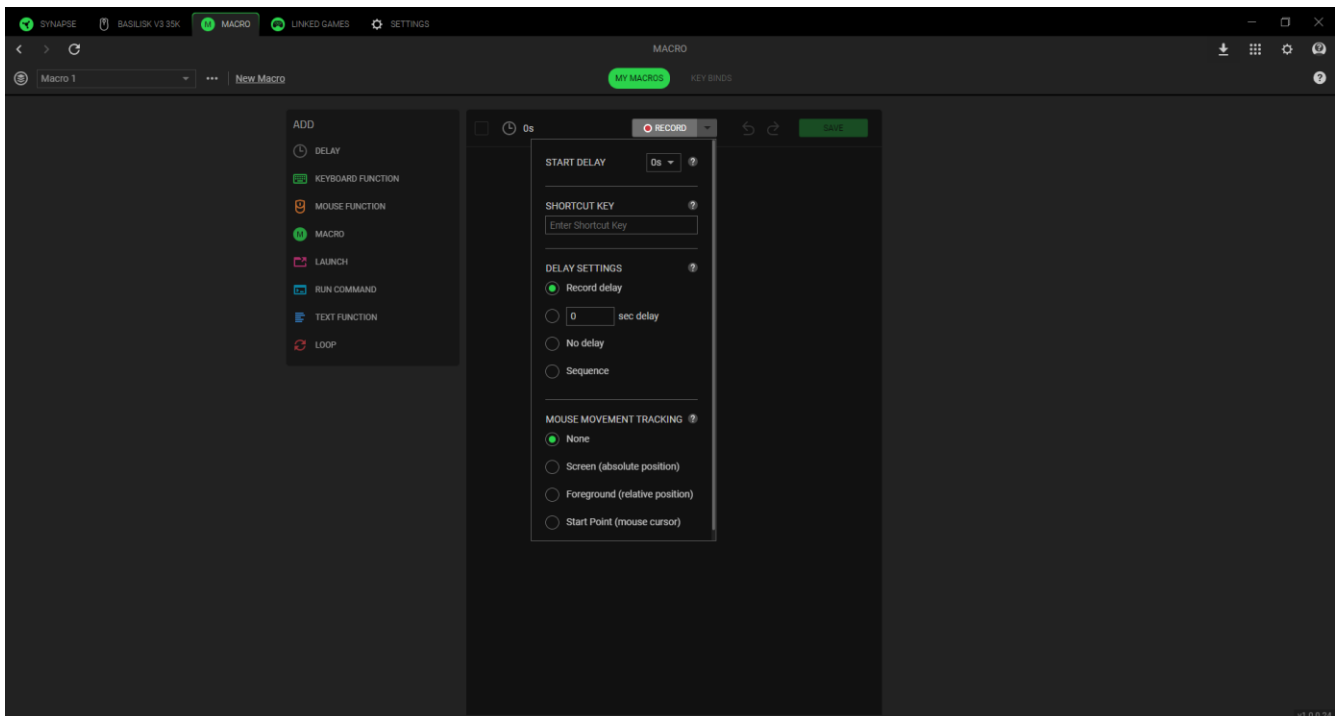 SYNAPSE BASILISK V3 35K M MACRO LINKED GAMES SETTINGS
MACRO
Macro 1 New Macro MY MACROS KEY BINDS ?
ADD
DELAY
KEYBOARD FUNCTION
MOUSE FUNCTION
M MACRO
LAUNCH
RUN COMMAND
TEXT FUNCTION
LOOP
0s RECORD SAVE
START DELAY 0s ?
SHORTCUT KEY ?
Enter Shortcut Key
DELAY SETTINGS ?
Record delay
0 sec delay
No delay
Sequence
MOUSE MOVEMENT TRACKING ?
None
Screen (absolute position)
Foreground (relative position)
Start Point (mouse cursor)